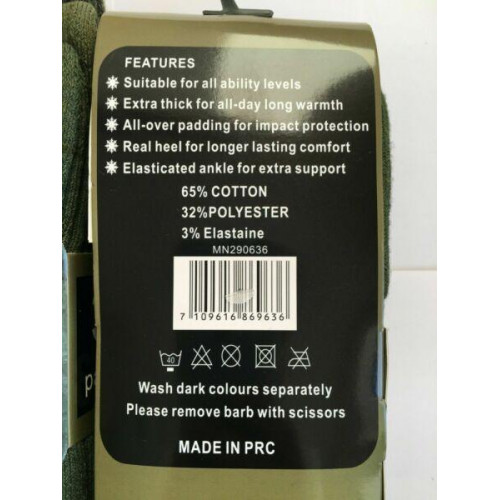 FEATURES
✷ Suitable for all ability levels
✷ Extra thick for all-day long warmth
✷ All-over padding for impact protection
✷ Real heel for longer lasting comfort
✷ Elasticated ankle for extra support
65% COTTON
32%POLYESTER
3% Elastaine
MN290636
7 109616 869636
40
Wash dark colours separately
Please remove barb with scissors
MADE IN PRC